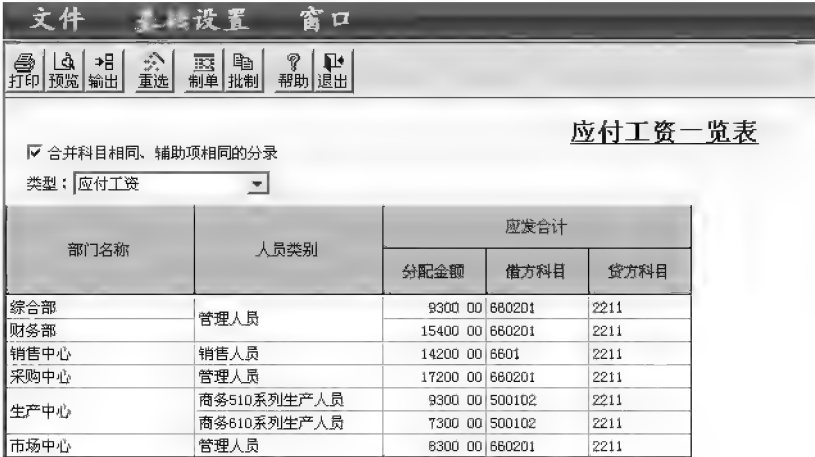 文件 设置 窗口
打印 预览 输出 重选 制单 批制 帮助 退出
应付工资一览表
合并科目相同、辅助项相同的分录
类型：应付工资
部门名称 人员类别 应发合计
分配金额 借方科目 贷方科目
综合部 管理人员 9300 00 660201 2211
财务部 15400 00 660201 2211
销售中心 销售人员 14200 00 6601 2211
采购中心 管理人员 17200 00 660201 2211
生产中心 商务510系列生产人员 9300 00 500102 2211
商务610系列生产人员 7300 00 500102 2211
市场中心 管理人员 8300 00 660201 2211